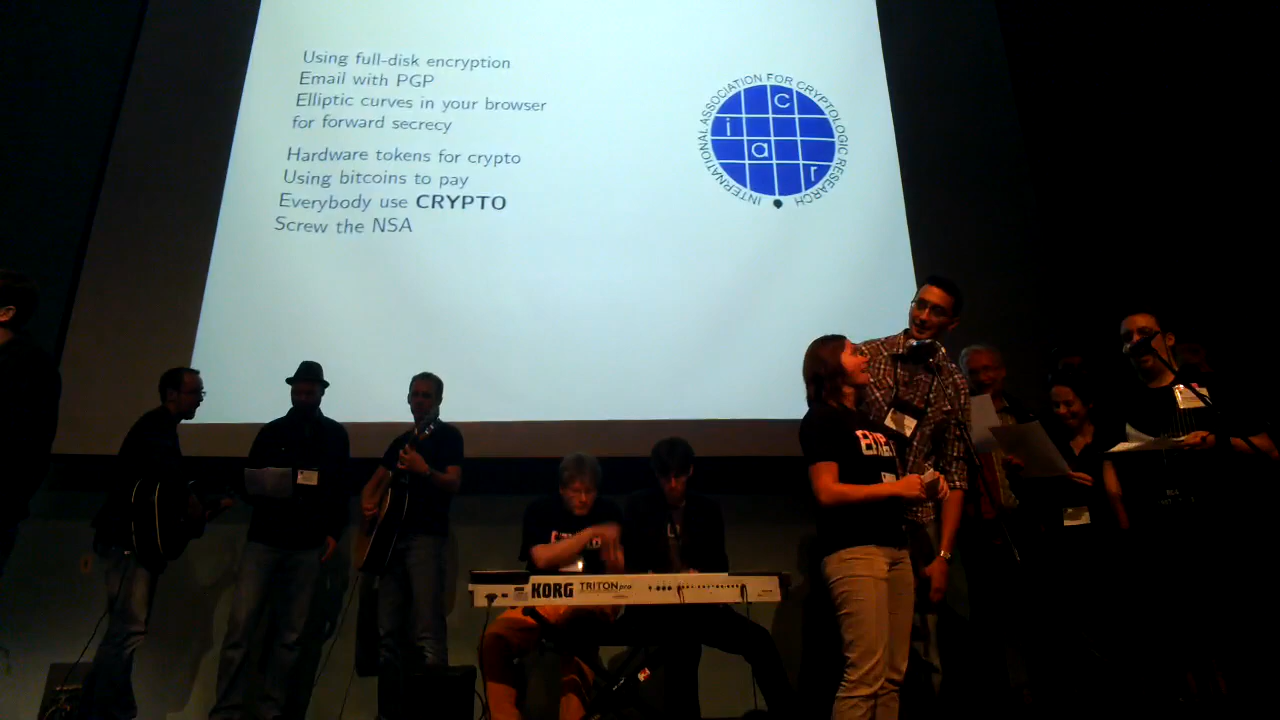 Using full-disk encryption
Email with PGP
Elliptic curves in your browser
for forward secrecy
Hardware tokens for crypto
Using bitcoins to pay
Everybody use CRYPTO
Screw the NSA
INTERNATIONAL ASSOCIATION FOR CRYPTOLOGIC RESEARCH
c
i
a
r
KORG TRITON pro